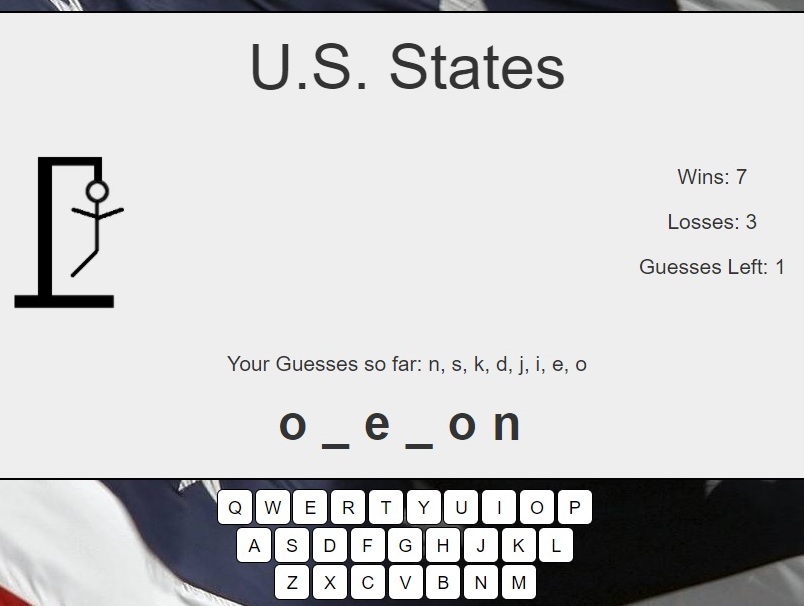 U.S. States
Wins: 7
Losses: 3
Guesses Left: 1
Your Guesses so far: n, s, k, d, j, i, e, o
o _ e _ o n
Q W E R T Y U I O P
A S D F G H J K L
Z X C V B N M